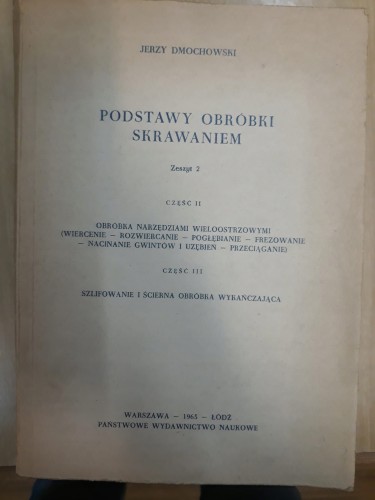 JERZY DMOCHOWSKI
PODSTAWY OBRÓBKI
SKRAWANIEM
Zeszyt 2
CZĘŚĆ II
OBRÓBKA NARZĘDZIAMI WIELOOSTRZOWYMI
(WIERCENIE — ROZWIERCANIE — POGŁĘBIANIE — FREZOWANIE
— NACINANIE GWINTÓW I UZĘBIEŃ — PRZECIĄGANIE)
CZĘŚĆ III
SZLIFOWANIE I ŚCIERNA OBRÓBKA WYKAŃCZAJĄCA
WARSZAWA — 1965 — ŁÓDŹ
PAŃSTWOWE WYDAWNICTWO NAUKOWE